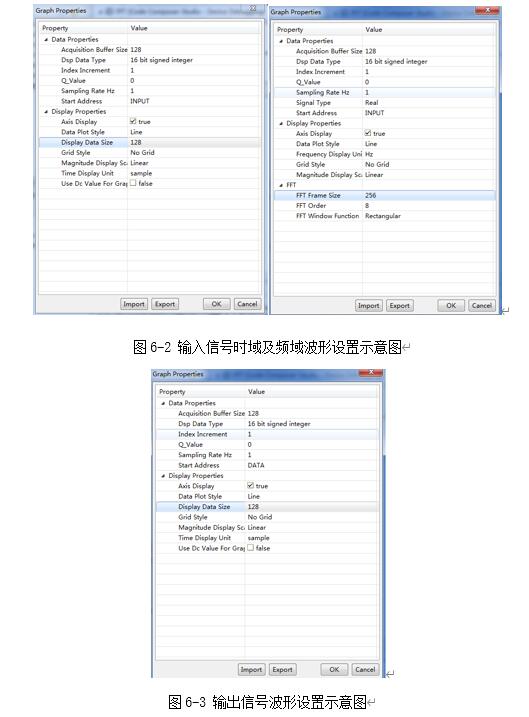 Graph Properties
Property Value
Data Properties
Acquisition Buffer Size 128
Dsp Data Type 16 bit signed integer
Index Increment 1
Q_Value 0
Sampling Rate Hz 1
Start Address INPUT
Display Properties
Axis Display true
Data Plot Style Line
Display Data Size 128
Grid Style No Grid
Magnitude Display Sca Linear
Time Display Unit sample
Use Dc Value For Grap false
Import Export OK Cancel
Graph Properties
Property Value
Data Properties
Acquisition Buffer Size 128
Dsp Data Type 16 bit signed integer
Index Increment 1
Q_Value 0
Sampling Rate Hz 1
Signal Type Real
Start Address INPUT
Display Properties
Axis Display true
Data Plot Style Line
Frequency Display Uni Hz
Grid Style No Grid
Magnitude Display Sca Linear
FFT
FFT Frame Size 256
FFT Order 8
FFT Window Function Rectangular
Import Export OK Cancel
图 6-2 输入信号时域及频域波形设置示意图
Graph Properties
Property Value
Data Properties
Acquisition Buffer Size 128
Dsp Data Type 16 bit signed integer
Index Increment 1
Q_Value 0
Sampling Rate Hz 1
Start Address DATA
Display Properties
Axis Display true
Data Plot Style Line
Display Data Size 128
Grid Style No Grid
Magnitude Display Sca Linear
Time Display Unit sample
Use Dc Value For Grap false
Import Export OK Cancel
图 6-3 输出信号波形设置示意图